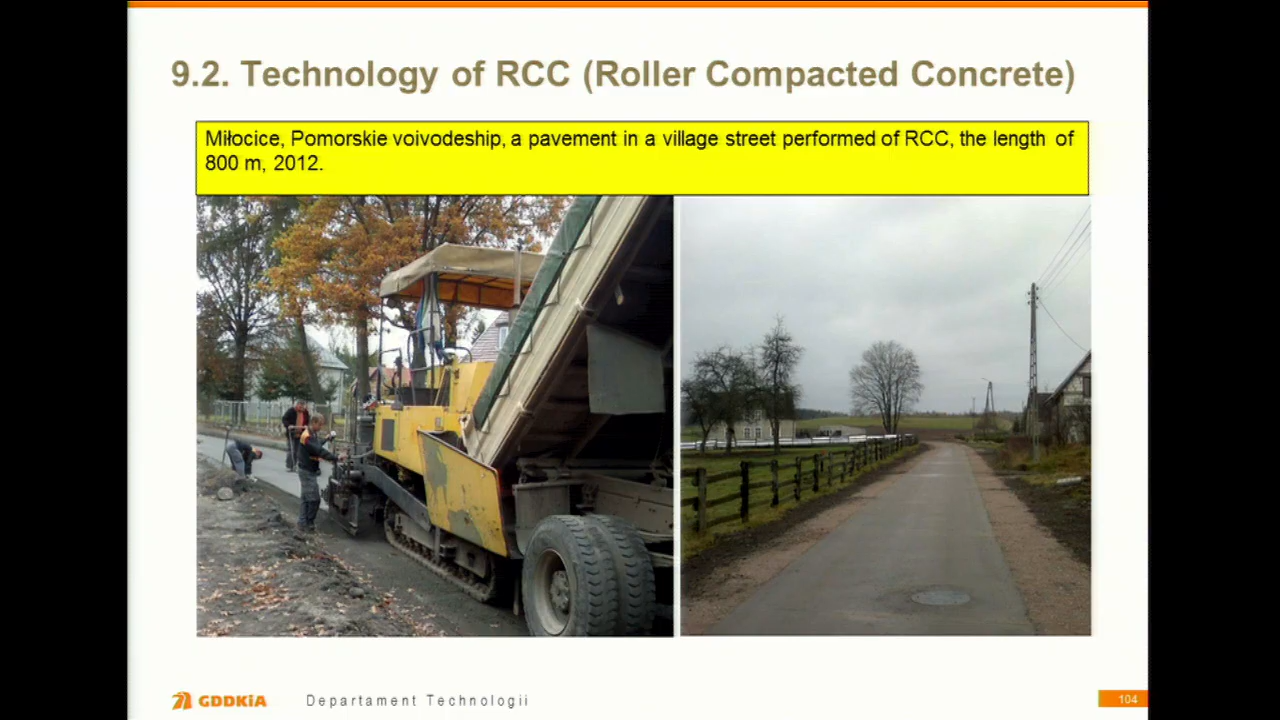 9.2. Technology of RCC (Roller Compacted Concrete)
Miłocice, Pomorskie voivodeship, a pavement in a village street performed of RCC, the length of
800 m, 2012.
GDDKiA
Departament Technologii
104